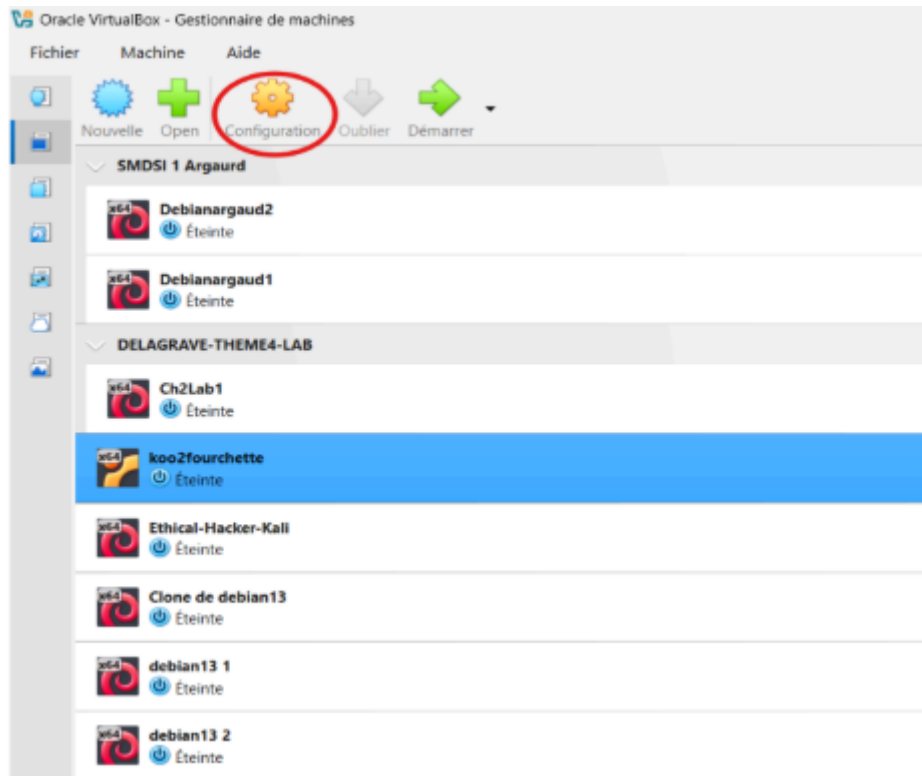 Oracle VirtualBox - Gestionnaire de machines
Fichier Machine Aide
Nouvelle Open Configuration Oublier Démarrer
SMDSI 1 Argaurd
x64 Debianargaud2
Éteinte
x64 Debianargaud1
Éteinte
DELAGRAVE-THEME4-LAB
x64 Ch2Lab1
Éteinte
x64 koo2fourchette
Éteinte
x64 Ethical-Hacker-Kali
Éteinte
x64 Clone de debian13
Éteinte
x64 debian13 1
Éteinte
x64 debian13 2
Éteinte